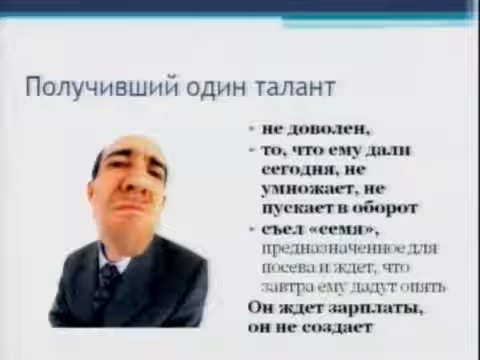 Получивший один талант
• не доволен,
• то, что ему дали
сегодня, не
умножает, не
пускает в оборот
• съел «семя»,
предназначенное для
посева и ждет, что
завтра ему дадут опять
Он ждет зарплаты,
он не создает